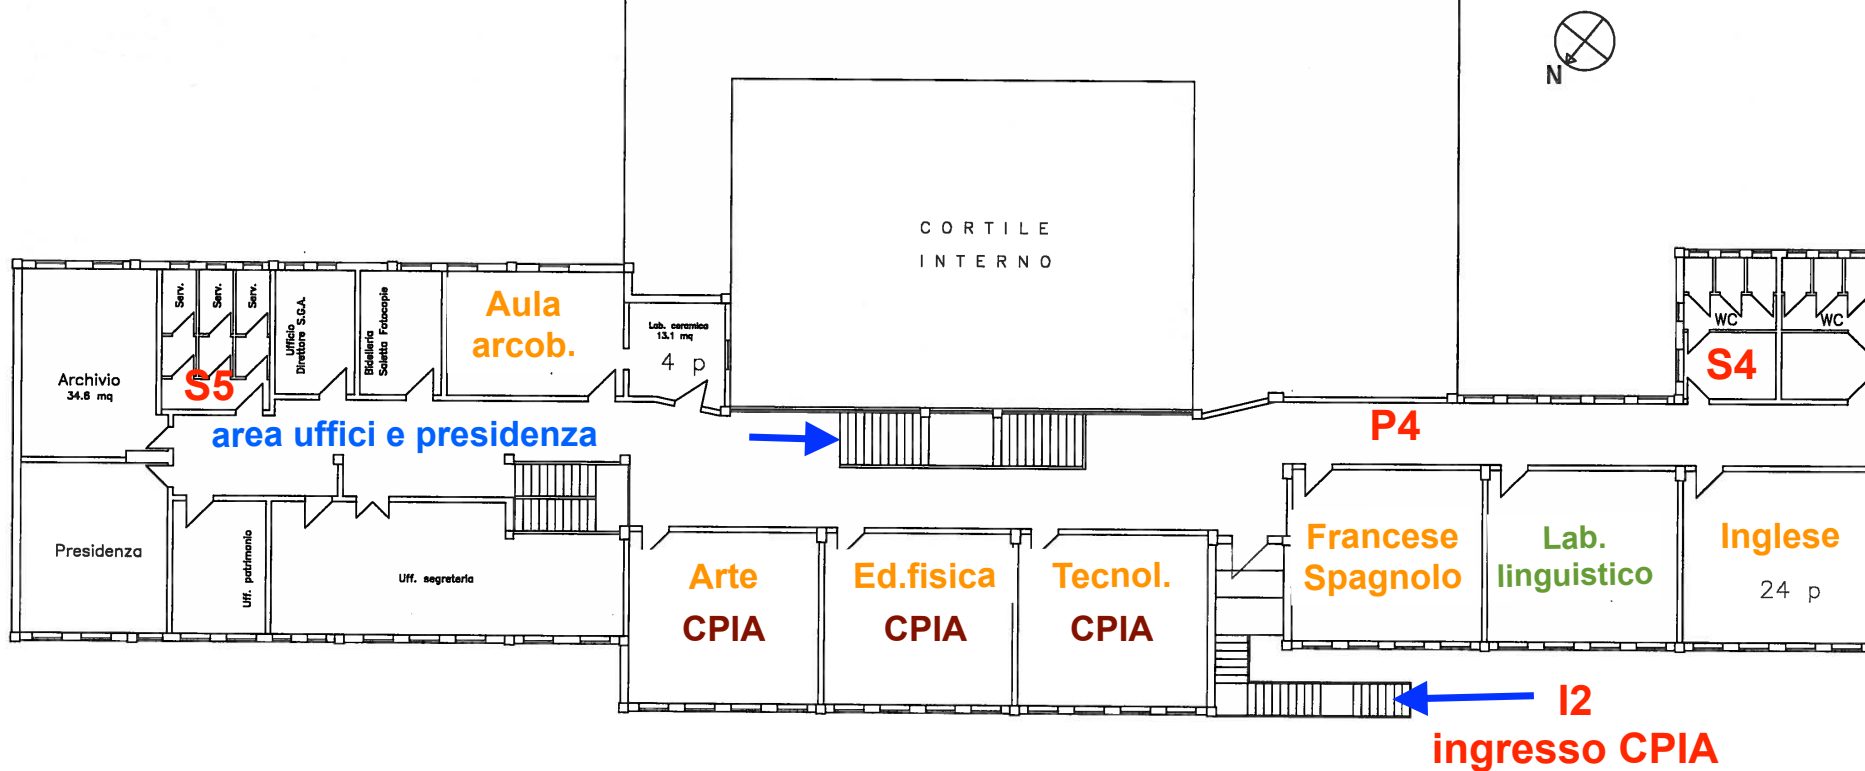 N
CORTILE
INTERNO
Serv.
Serv.
Serv.
Ufficio
Direttore S.G.A.
Bidelleria
Saletta Fotocopie
Aula
arcob.
Lab. ceramica
13.1 mq
4 p
WC
WC
Archivio
34.6 mq
S5
S4
area uffici e presidenza
P4
Presidenza
Uff. patrimonio
Uff. segreteria
Arte
CPIA
Ed.fisica
CPIA
Tecnol.
CPIA
Francese
Spagnolo
Lab.
linguistico
Inglese
24 p
I2
ingresso CPIA